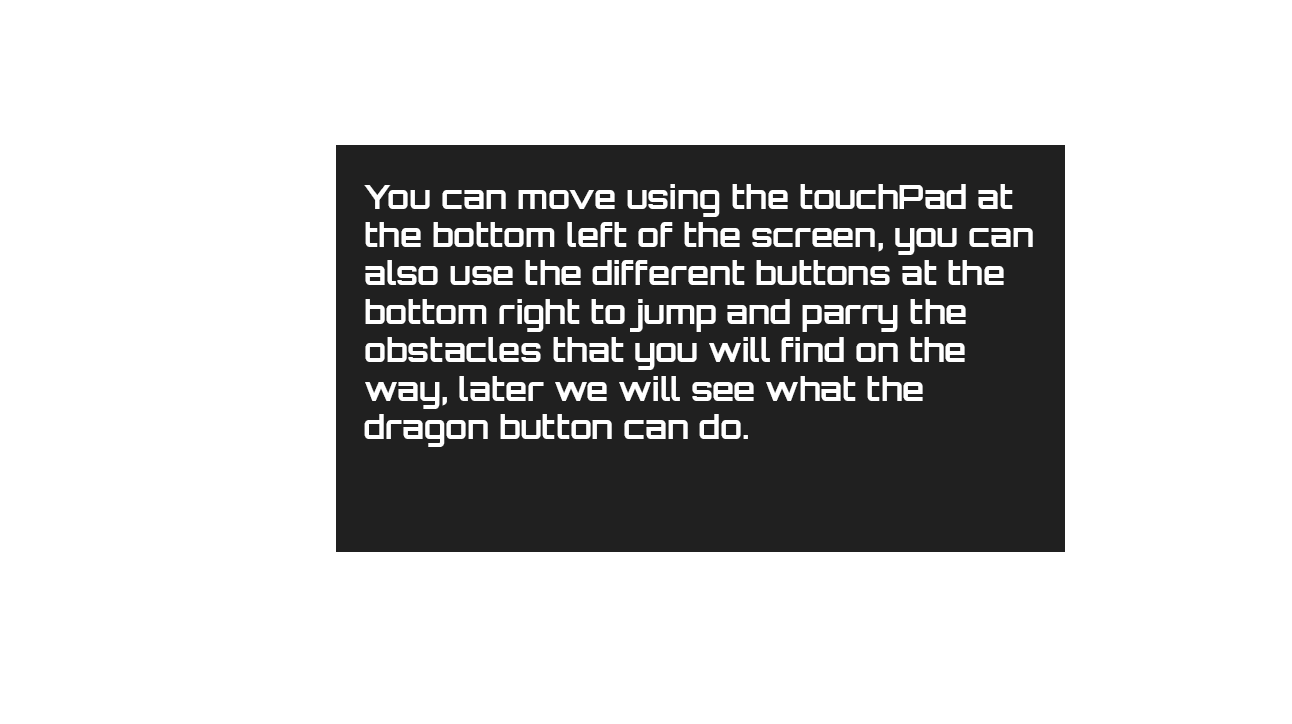 You can move using the touchPad at
the bottom left of the screen, you can
also use the different buttons at the
bottom right to jump and parry the
obstacles that you will find on the
way, later we will see what the
dragon button can do.